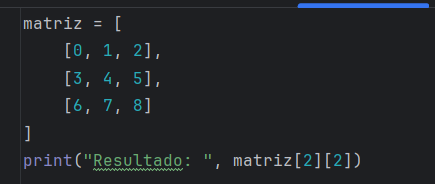 matriz = [
    [0, 1, 2],
    [3, 4, 5],
    [6, 7, 8]
]
print("Resultado: ", matriz[2][2])